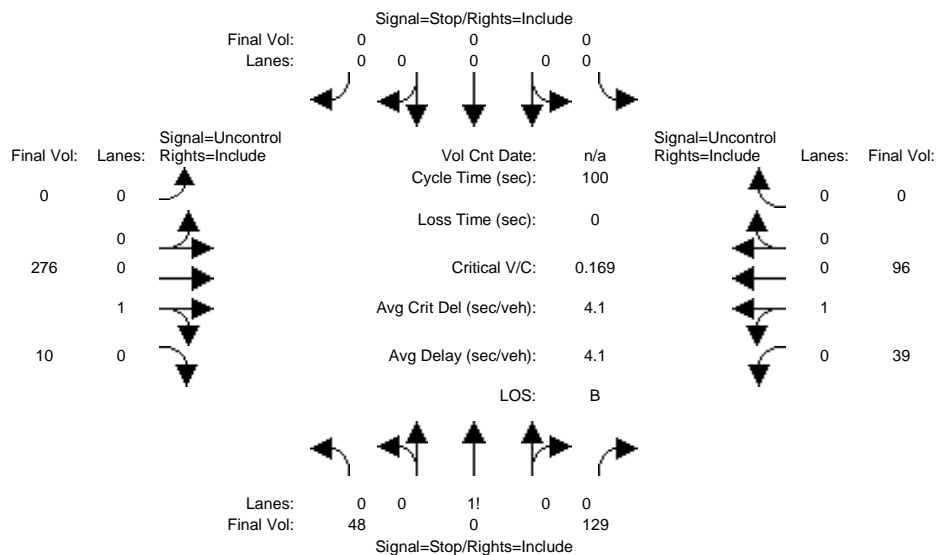 Signal=Stop/Rights=Include
Final Vol: 0 0 0
Lanes: 0 0 0 0 0
Signal=Uncontrol Signal=Uncontrol
Final Vol: Lanes: Rights=Include Vol Cnt Date: n/a Rights=Include Lanes: Final Vol:
Cycle Time (sec): 100
0 0 0 0
Loss Time (sec): 0
0 0
276 0 Critical V/C: 0.169 0 96
1 Avg Crit Del (sec/veh): 4.1 1
10 0 Avg Delay (sec/veh): 4.1 0 39
LOS: B
Lanes: 0 0 1! 0 0
Final Vol: 48 0 129
Signal=Stop/Rights=Include